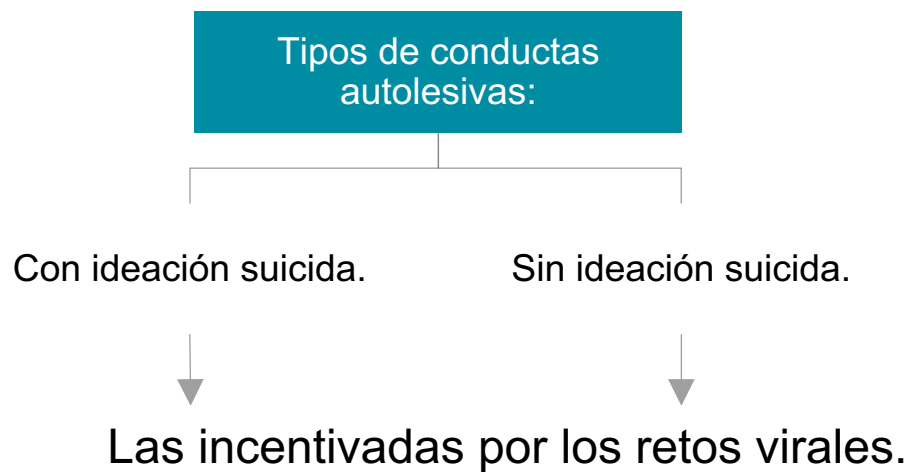 Tipos de conductas
autolesivas:
Con ideación suicida.
Sin ideación suicida.
Las incentivadas por los retos virales.